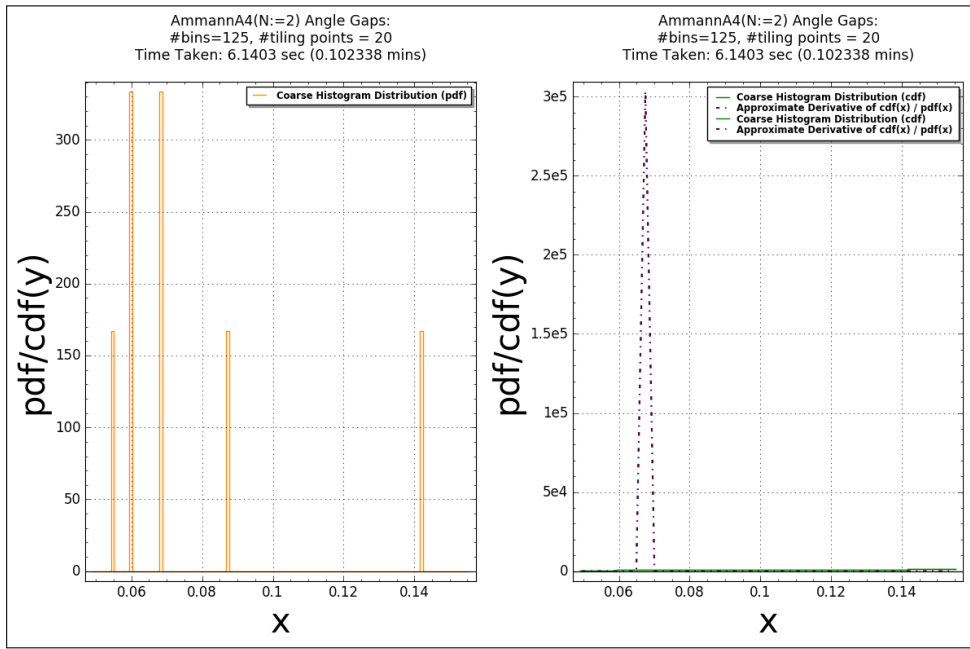 AmmannA4(N:=2) Angle Gaps:
#bins=125, #tiling points = 20
Time Taken: 6.1403 sec (0.102338 mins)
Coarse Histogram Distribution (pdf)
pdf/cdf(y)
300
250
200
150
100
50
0
0.06
0.08
0.10
0.12
0.14
x
AmmannA4(N:=2) Angle Gaps:
#bins=125, #tiling points = 20
Time Taken: 6.1403 sec (0.102338 mins)
Coarse Histogram Distribution (cdf)
Approximate Derivative of cdf(x) / pdf(x)
Coarse Histogram Distribution (cdf)
Approximate Derivative of cdf(x) / pdf(x)
pdf/cdf(y)
3e5
2.5e5
2e5
1.5e5
1e5
5e4
0
0.06
0.08
0.10
0.12
0.14
x